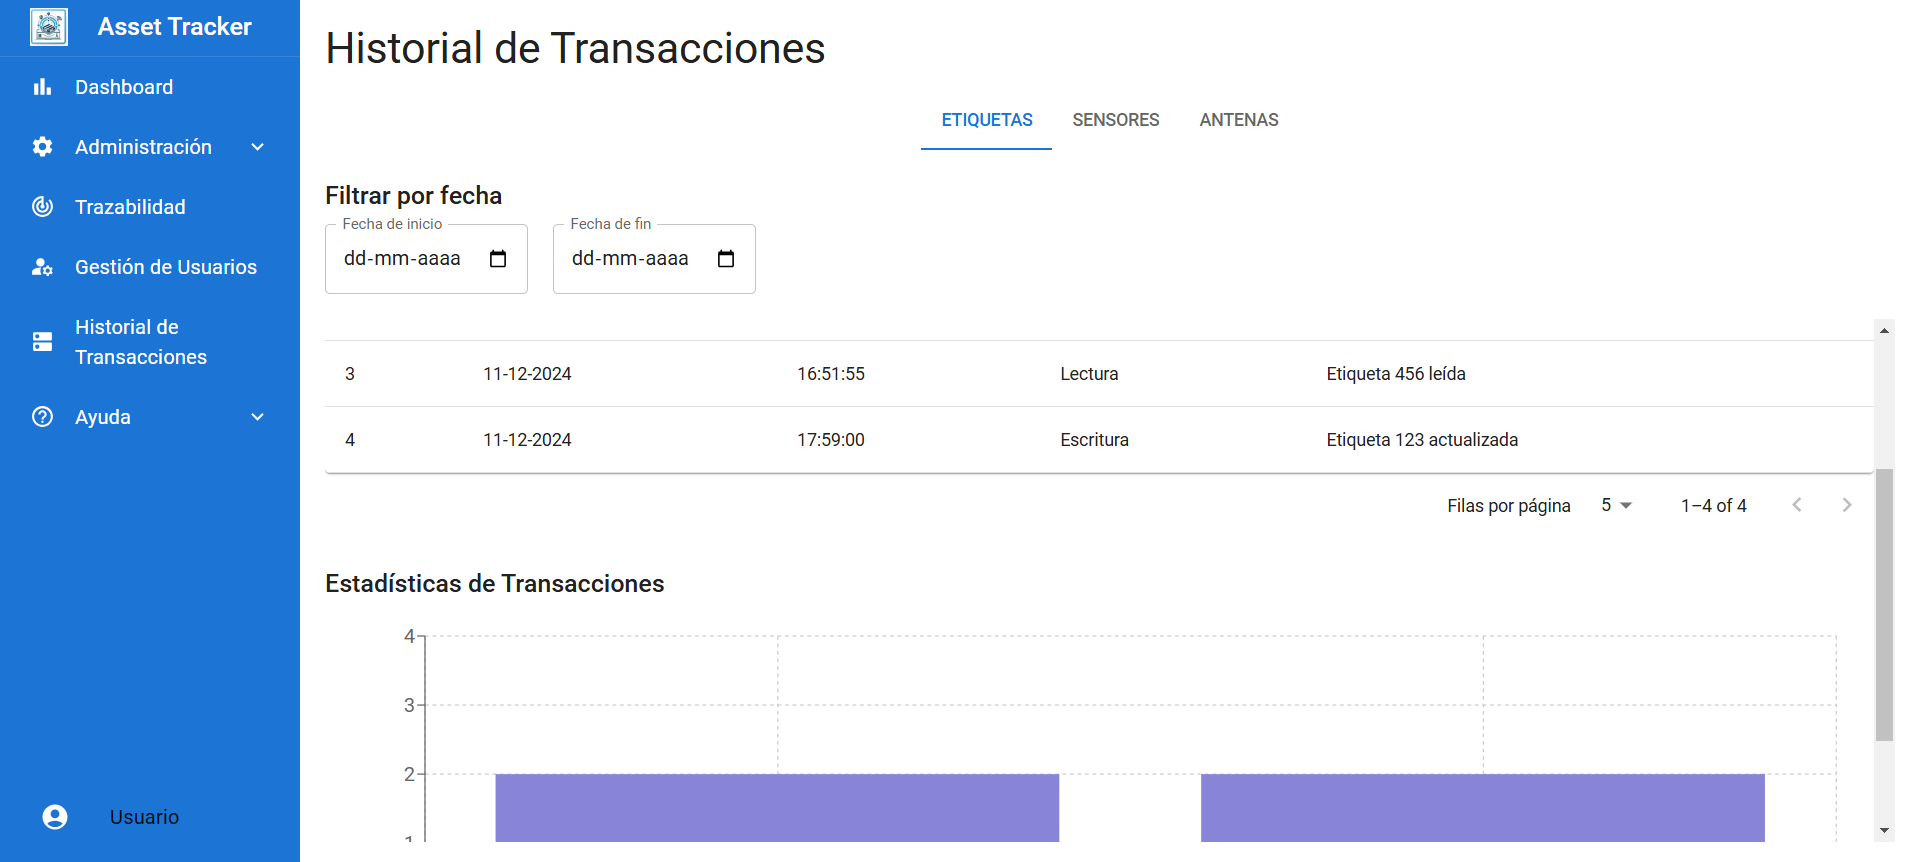 Asset Tracker
Dashboard
Administración
Trazabilidad
Gestión de Usuarios
Historial de
Transacciones
Ayuda
Usuario
Historial de Transacciones
ETIQUETAS SENSORES ANTENAS
Filtrar por fecha
Fecha de inicio Fecha de fin
dd-mm-aaaa dd-mm-aaaa
3 11-12-2024 16:51:55 Lectura Etiqueta 456 leída
4 11-12-2024 17:59:00 Escritura Etiqueta 123 actualizada
Filas por página 5 1–4 of 4
Estadísticas de Transacciones
4
3
2
1